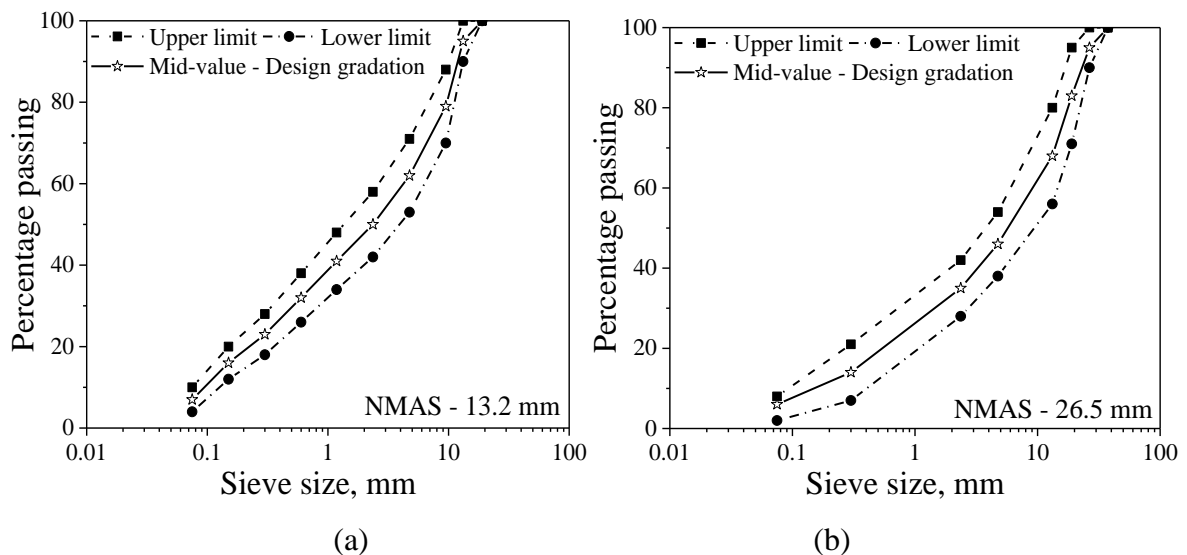 Upper limit Lower limit
Mid-value - Design gradation
100
80
60
40
20
0
Percentage passing
NMAS - 13.2 mm
0.01 0.1 1 10 100
Sieve size, mm
(a)
Upper limit Lower limit
Mid-value - Design gradation
100
80
60
40
20
0
Percentage passing
NMAS - 26.5 mm
0.01 0.1 1 10 100
Sieve size, mm
(b)